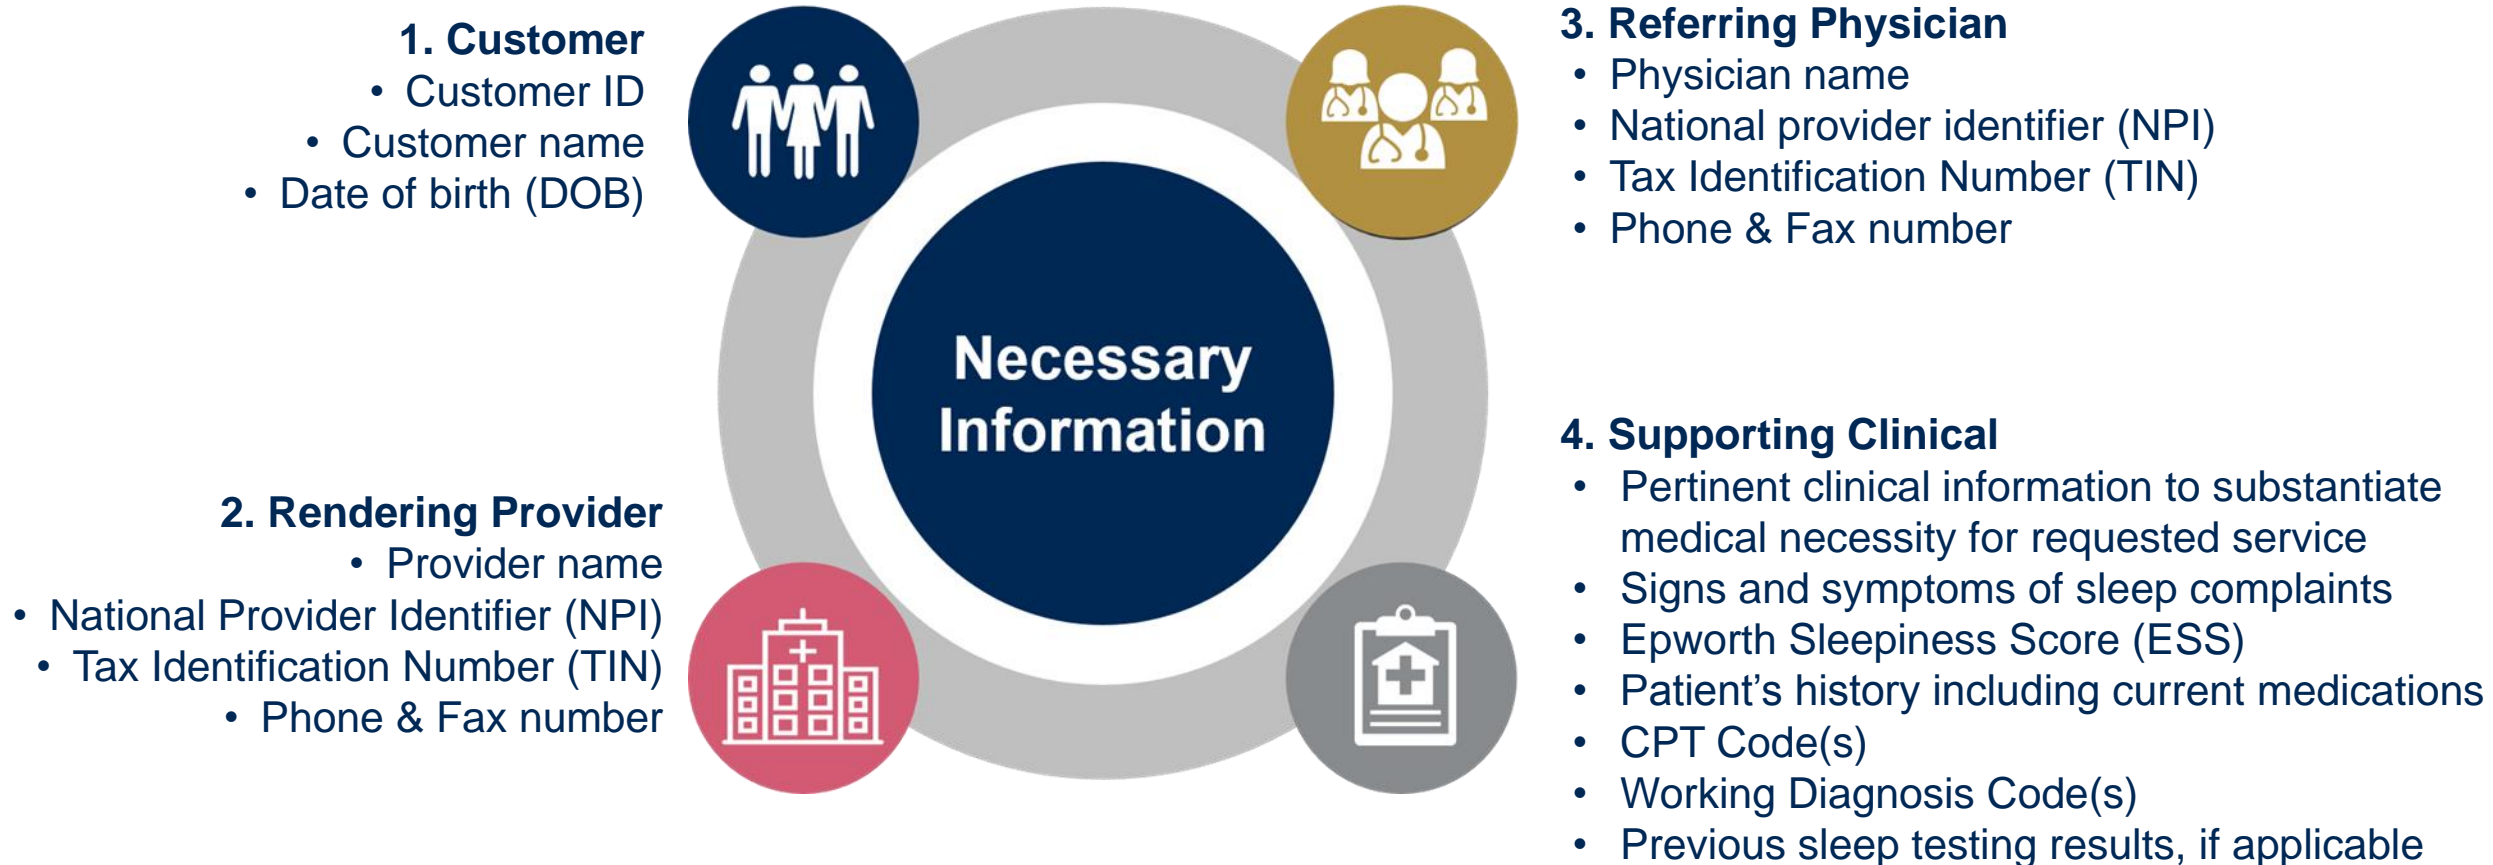 1. Customer
• Customer ID
• Customer name
• Date of birth (DOB)
2. Rendering Provider
• Provider name
• National Provider Identifier (NPI)
• Tax Identification Number (TIN)
• Phone & Fax number
Necessary
Information
3. Referring Physician
• Physician name
• National provider identifier (NPI)
• Tax Identification Number (TIN)
• Phone & Fax number
4. Supporting Clinical
• Pertinent clinical information to substantiate
medical necessity for requested service
• Signs and symptoms of sleep complaints
• Epworth Sleepiness Score (ESS)
• Patient’s history including current medications
• CPT Code(s)
• Working Diagnosis Code(s)
• Previous sleep testing results, if applicable